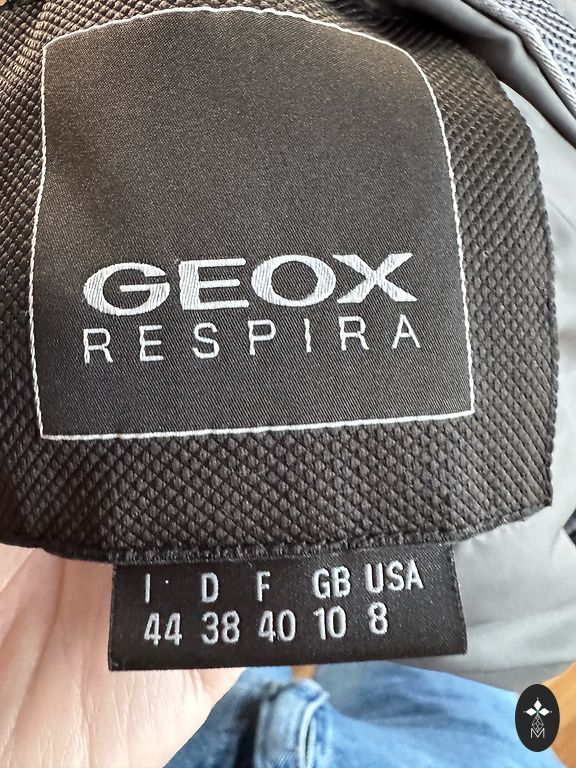 GEOX
RESPIRA
I D F GB USA
44 38 40 10 8
M